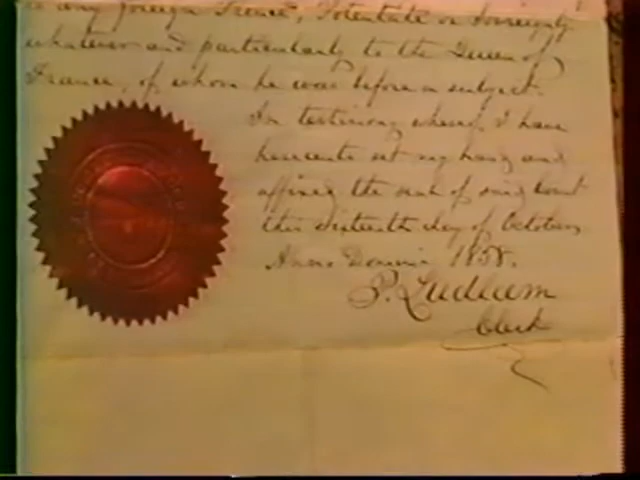 any foreign Prince, Potentate or Sovereignty
whatever and particularly to the Queen of
France, of whom he was before a subject.
In testimony whereof, I have
hereunto set my hand and
affixed the seal of said Court
this sixteenth day of October
Anno Domini 1858.
P. Ludlum
Clerk